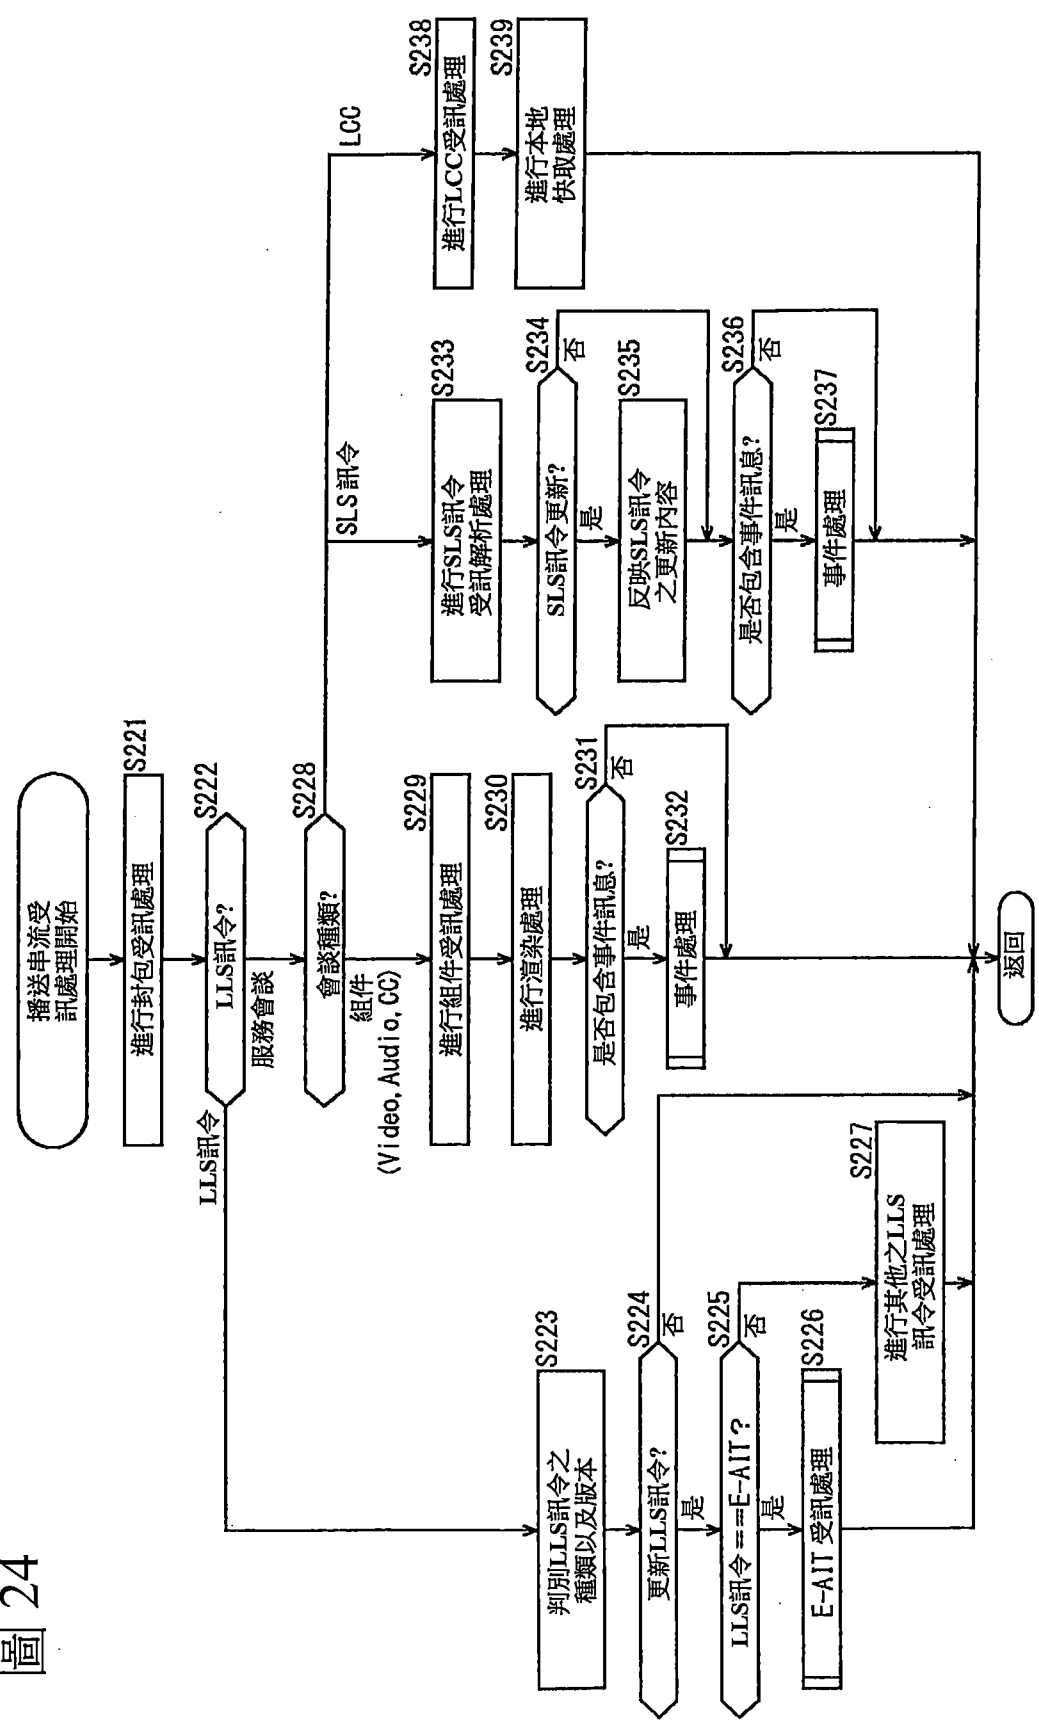 圖 24
播送串流受
訊處理開始
S221
進行封包受訊處理
S222
LLS訊令?
LLS訊令
服務會談
S223
判別LLS訊令之
種類以及版本
S224
更新LLS訊令?
否
是
S225
LLS訊令==E-AIT?
否
是
S226
E-AIT 受訊處理
S227
進行其他之LLS
訊令受訊處理
S228
會談種類?
組件
(Video,Audio,CC)
S229
進行組件受訊處理
S230
進行渲染處理
S231
是否包含事件訊息?
否
是
S232
事件處理
SLS訊令
S233
進行SLS訊令
受訊解析處理
S234
SLS訊令更新?
否
是
S235
反映SLS訊令
之更新內容
S236
是否包含事件訊息?
否
是
S237
事件處理
LCC
S238
進行LCC受訊處理
S239
進行本地
快取處理
返回